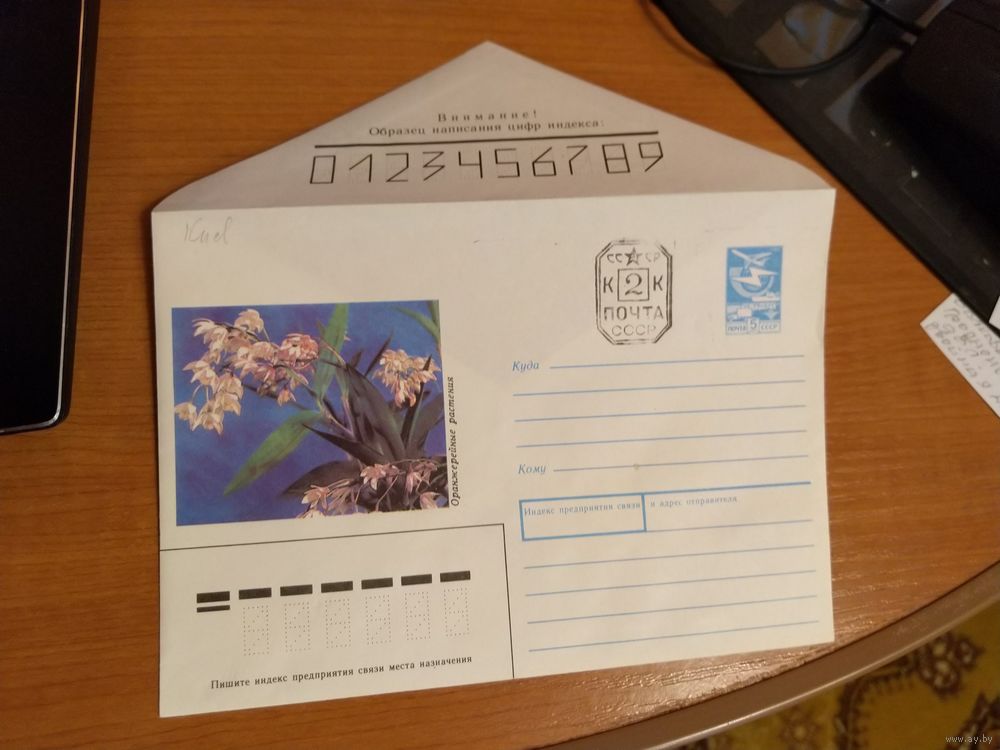 Внимание!
Образец написания цифр индекса:
0123456789
СССР
К 2 К
ПОЧТА
СССР
ПОЧТА 5 СССР
Куда
Оранжерейные растения
Кому
Индекс предприятия связи и адрес отправителя
Пишите индекс предприятия связи места назначения
www.ay.by